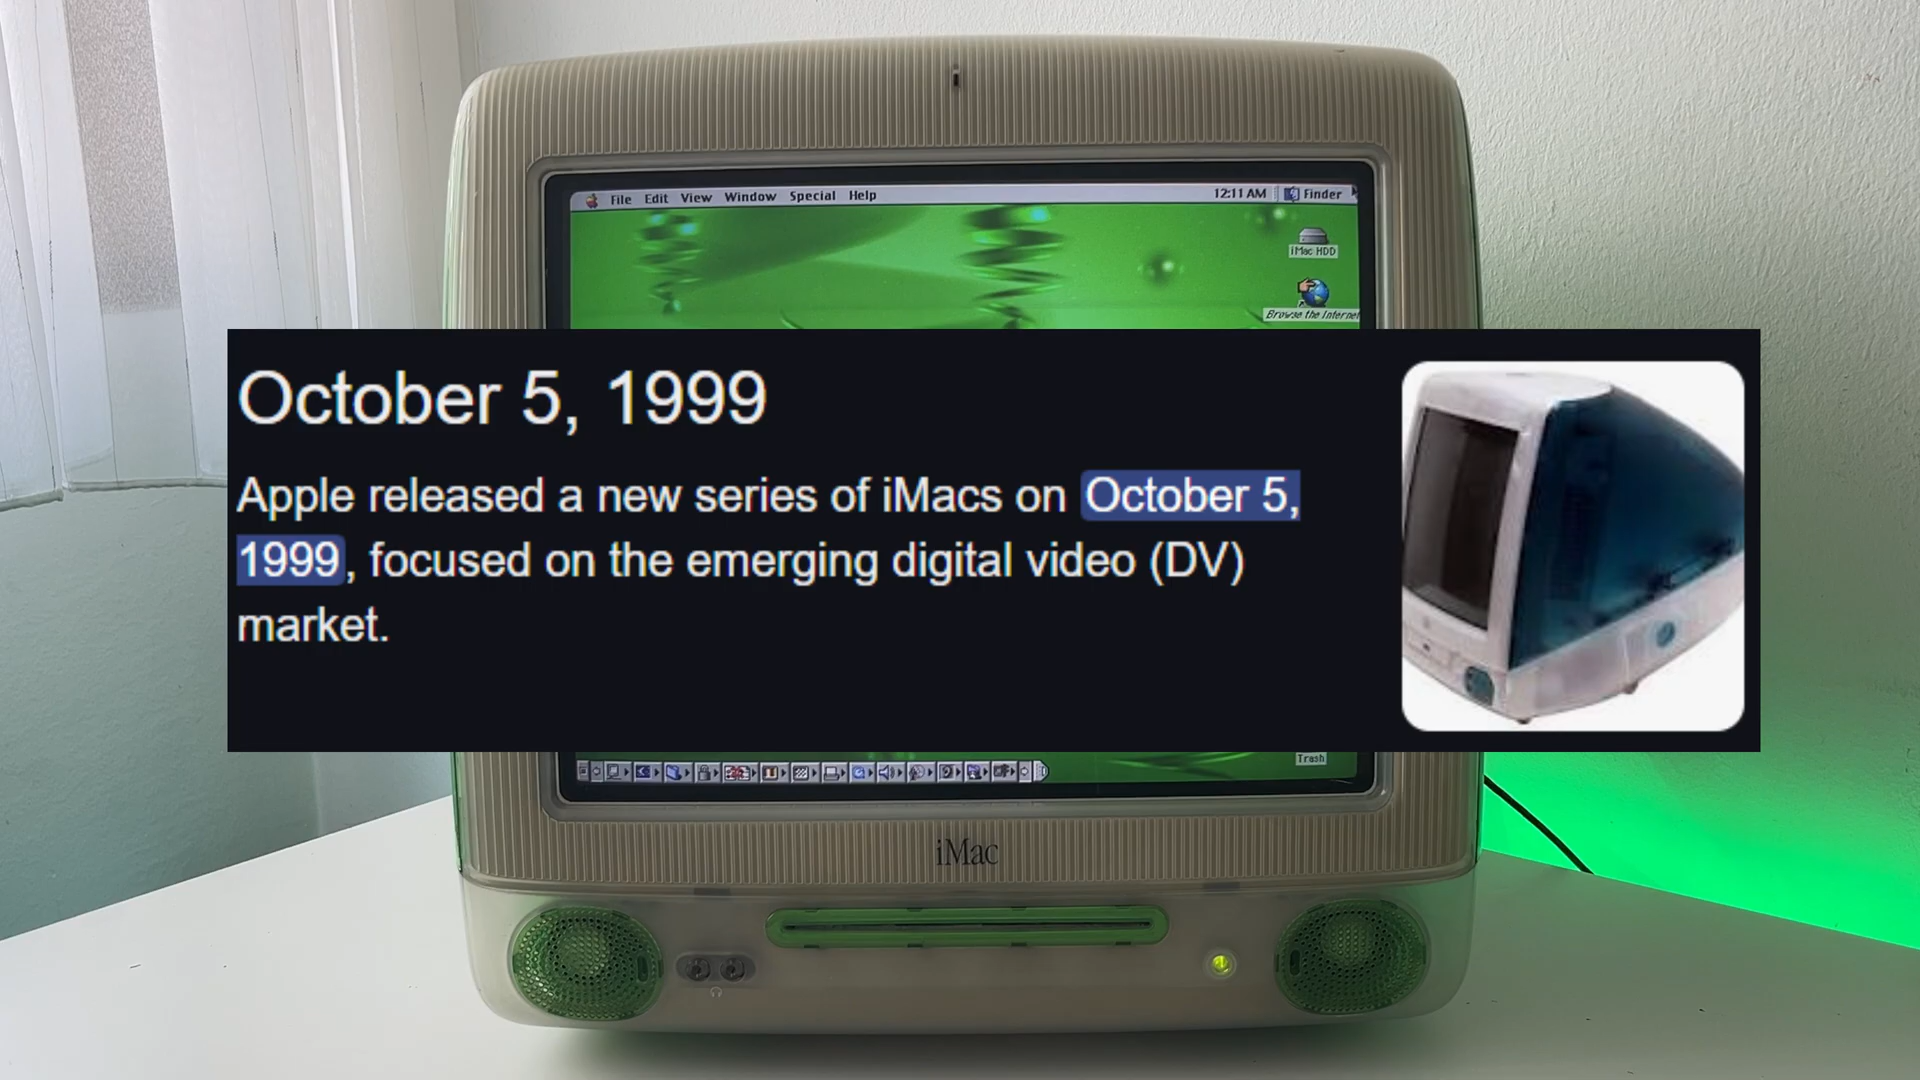 File Edit View Window Special Help 12:11 AM Finder
iMac HDD
Browse the Internet
October 5, 1999
Apple released a new series of iMacs on October 5,
1999, focused on the emerging digital video (DV)
market.
Trash
iMac